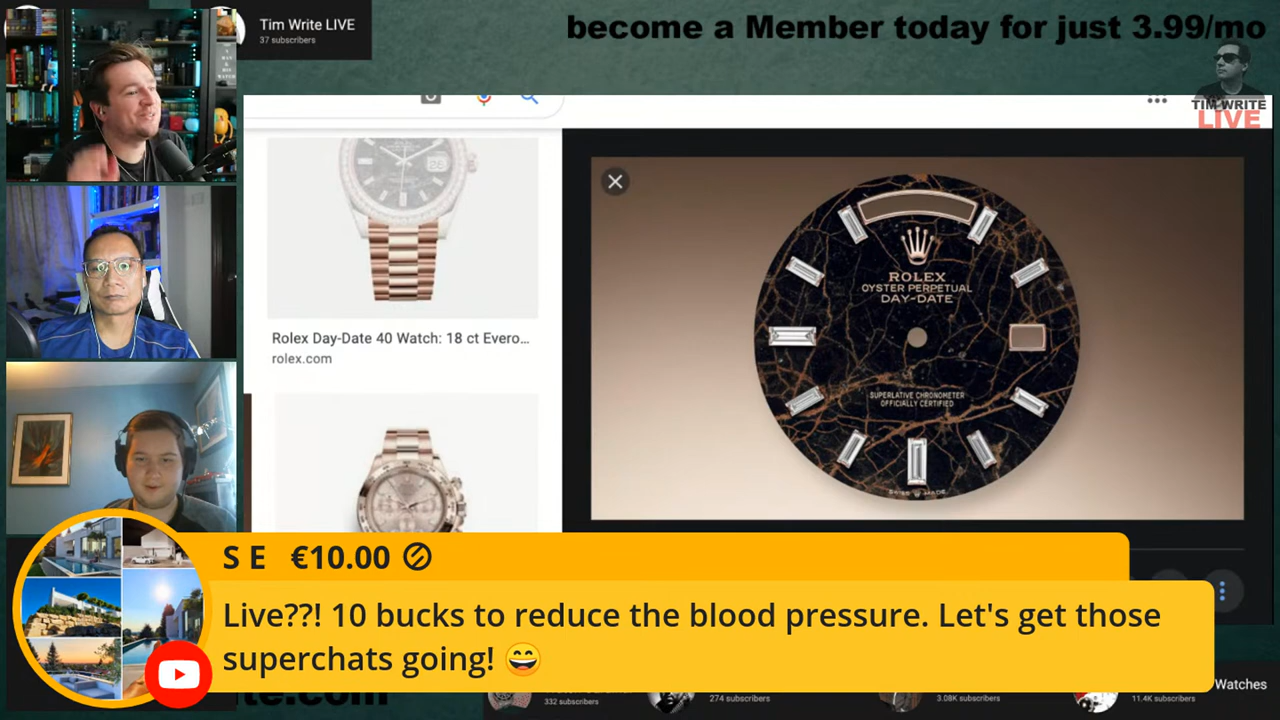 Tim Write LIVE
37 subscribers
become a Member today for just 3.99/mo
TIM WRITE
LIVE
Rolex Day-Date 40 Watch: 18 ct Evero...
rolex.com
ROLEX
OYSTER PERPETUAL
DAY-DATE
SUPERLATIVE CHRONOMETER
OFFICIALLY CERTIFIED
SWISS MADE
S E €10.00
Live??! 10 bucks to reduce the blood pressure. Let's get those
superchats going! 😄
332 subscribers
274 subscribers
3.08K subscribers
11.4K subscribers
Watches